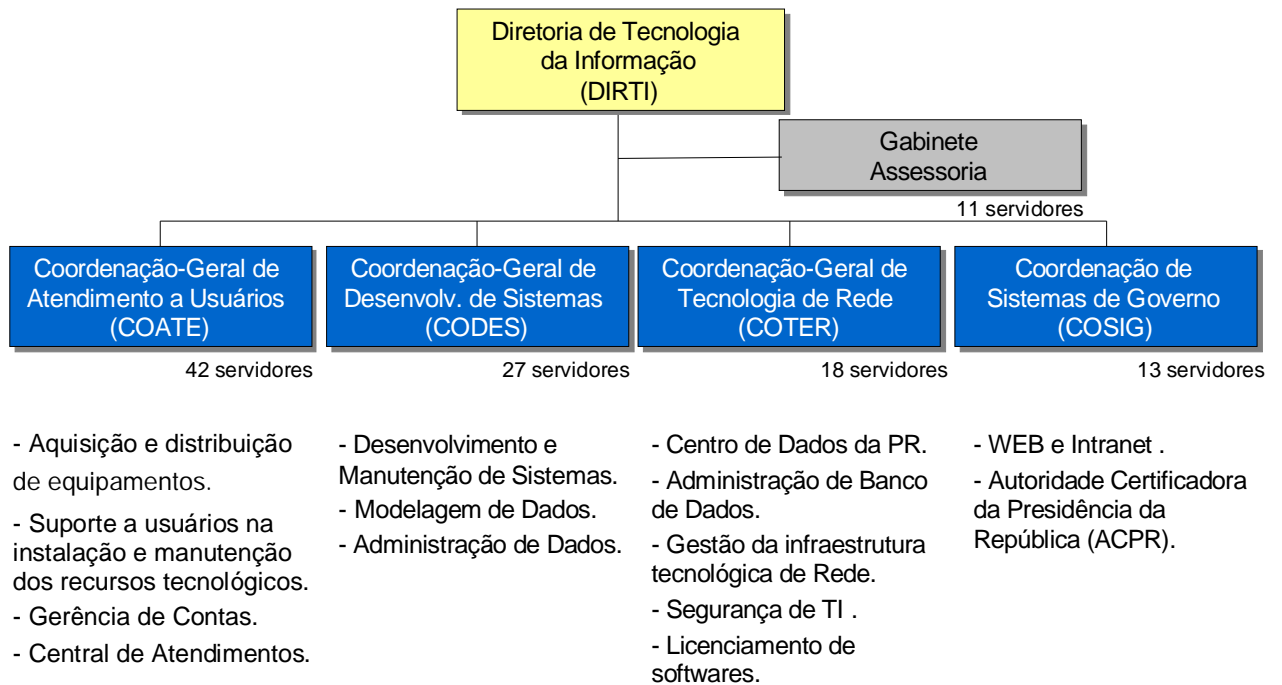 Diretoria de Tecnologia
da Informação
(DIRTI)
Gabinete
Assessoria
11 servidores
Coordenação-Geral de
Atendimento a Usuários
(COATE)
42 servidores
Coordenação-Geral de
Desenvolv. de Sistemas
(CODES)
27 servidores
Coordenação-Geral de
Tecnologia de Rede
(COTER)
18 servidores
Coordenação de
Sistemas de Governo
(COSIG)
13 servidores
- Aquisição e distribuição
de equipamentos.
- Suporte a usuários na
instalação e manutenção
dos recursos tecnológicos.
- Gerência de Contas.
- Central de Atendimentos.
- Desenvolvimento e
Manutenção de Sistemas.
- Modelagem de Dados.
- Administração de Dados.
- Centro de Dados da PR.
- Administração de Banco
de Dados.
- Gestão da infraestrutura
tecnológica de Rede.
- Segurança de TI .
- Licenciamento de
softwares.
- WEB e Intranet .
- Autoridade Certificadora
da Presidência da
República (ACPR).